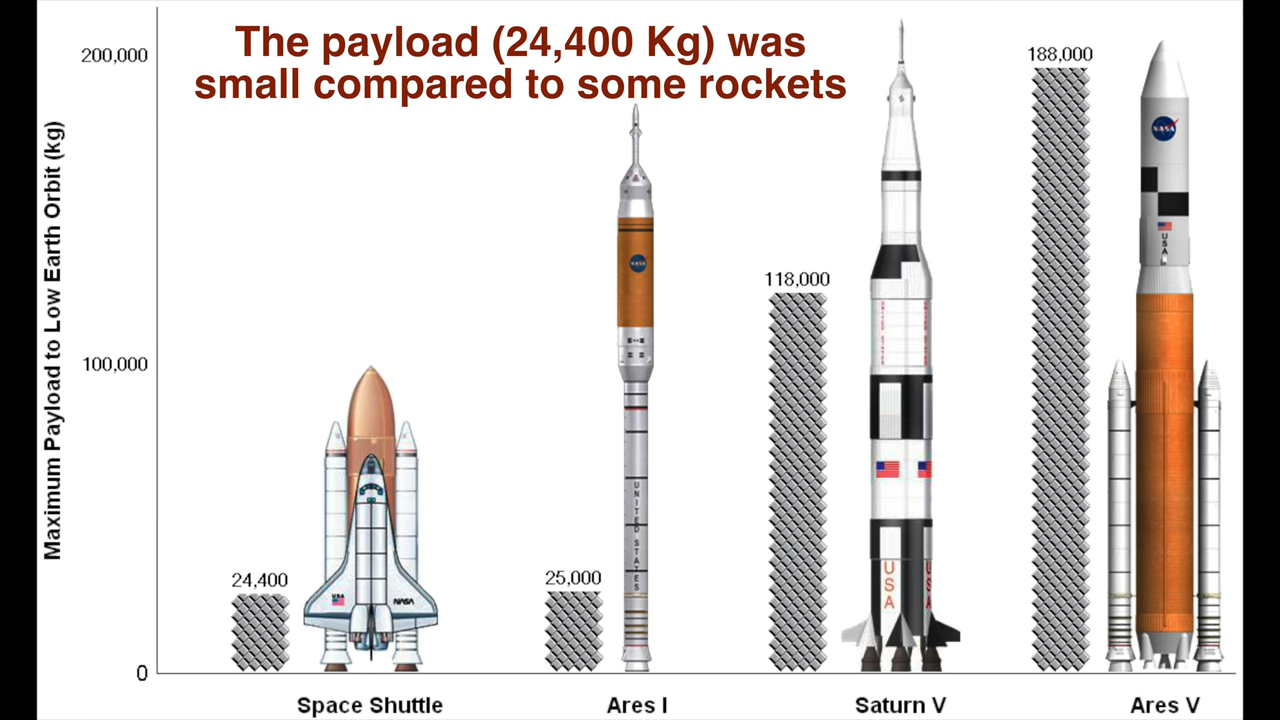 The payload (24,400 Kg) was
small compared to some rockets
Maximum Payload to Low Earth Orbit (kg)
200,000
100,000
0
24,400
25,000
118,000
188,000
USA
NASA
NASA
UNITED STATES
USA
USA
NASA
USA
Space Shuttle
Ares I
Saturn V
Ares V